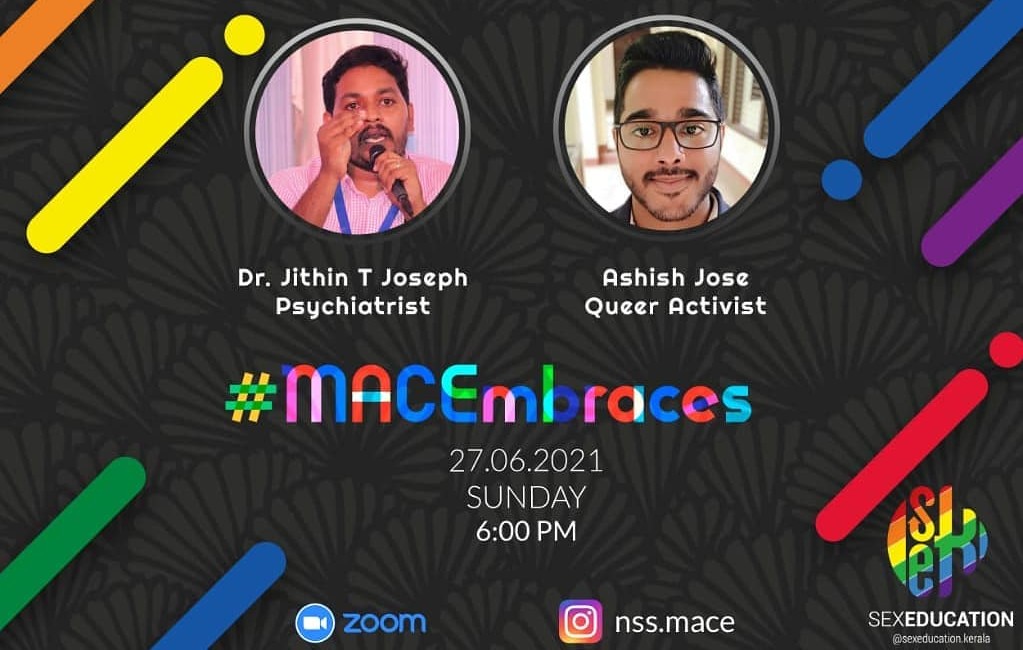 Dr. Jithin T Joseph
Psychiatrist
Ashish Jose
Queer Activist
#MACEmbraces
27.06.2021
SUNDAY
6:00 PM
zoom
nss.mace
SeK
SEXEDUCATION
@sexeducation.kerala